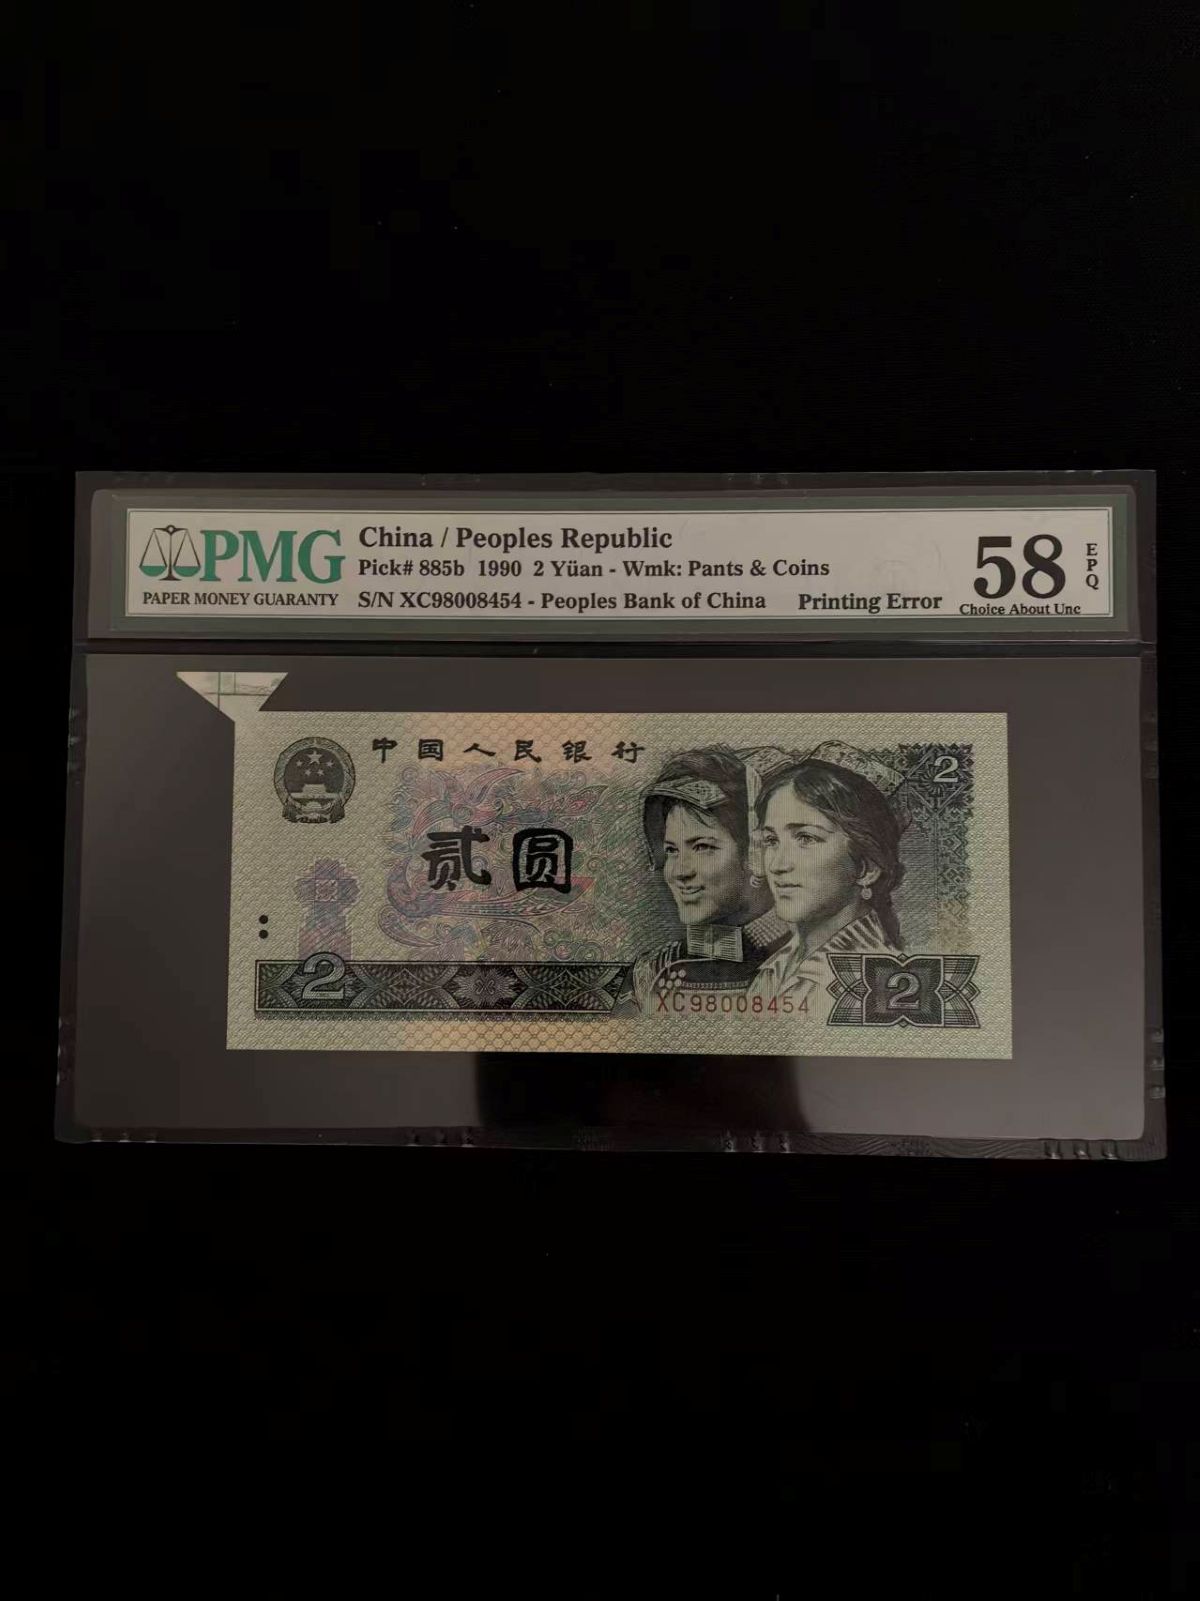 PMG
PAPER MONEY GUARANTY
China / Peoples Republic
Pick# 885b 1990 2 Yüan - Wmk: Pants & Coins
S/N XC98008454 - Peoples Bank of China Printing Error
58
EPQ
Choice About Unc
中国人民银行
2
贰圆
2
XC98008454
2